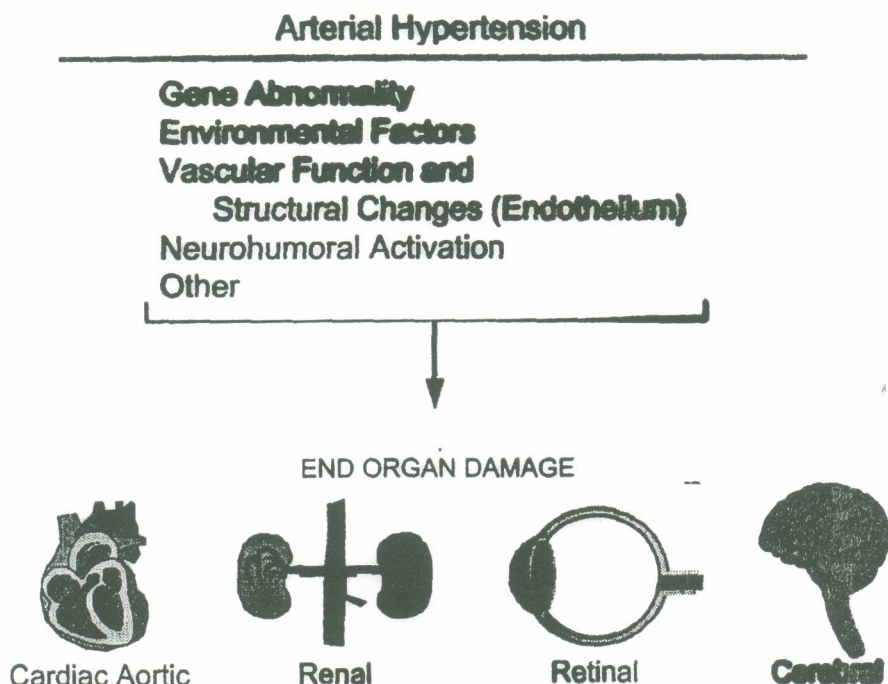 Arterial Hypertension
Gene Abnormality
Environmental Factors
Vascular Function and
Structural Changes (Endothelium)
Neurohumoral Activation
Other
END ORGAN DAMAGE
Cardiac Aortic
Renal
Retinal
Cerebral